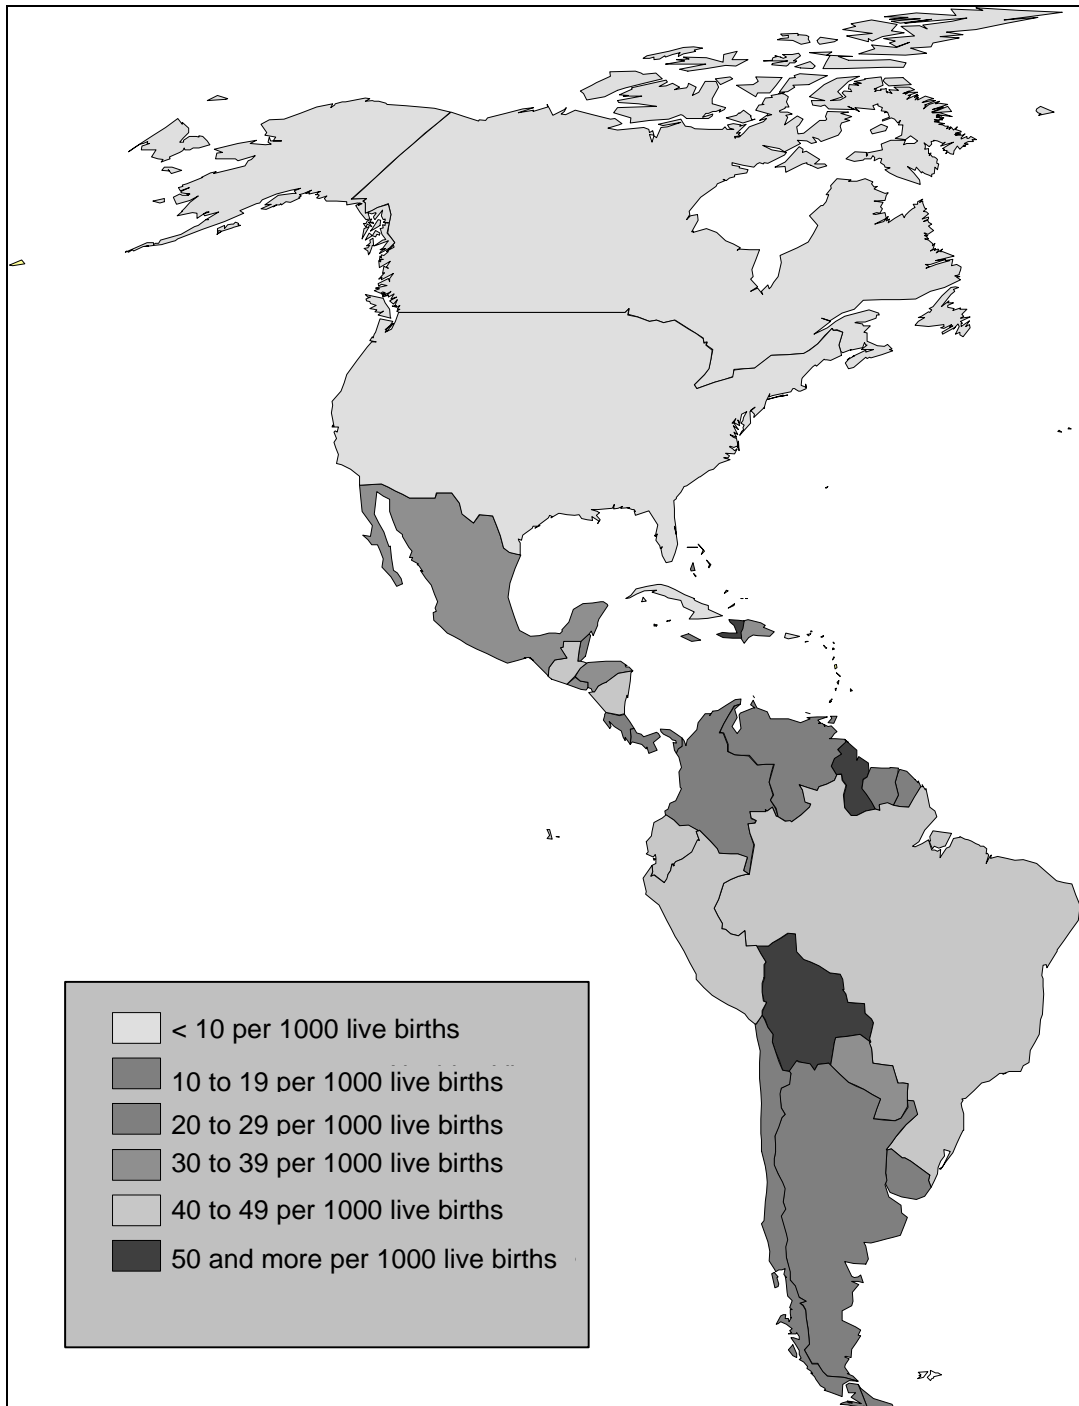 < 10 per 1000 live births
10 to 19 per 1000 live births
20 to 29 per 1000 live births
30 to 39 per 1000 live births
40 to 49 per 1000 live births
50 and more per 1000 live births